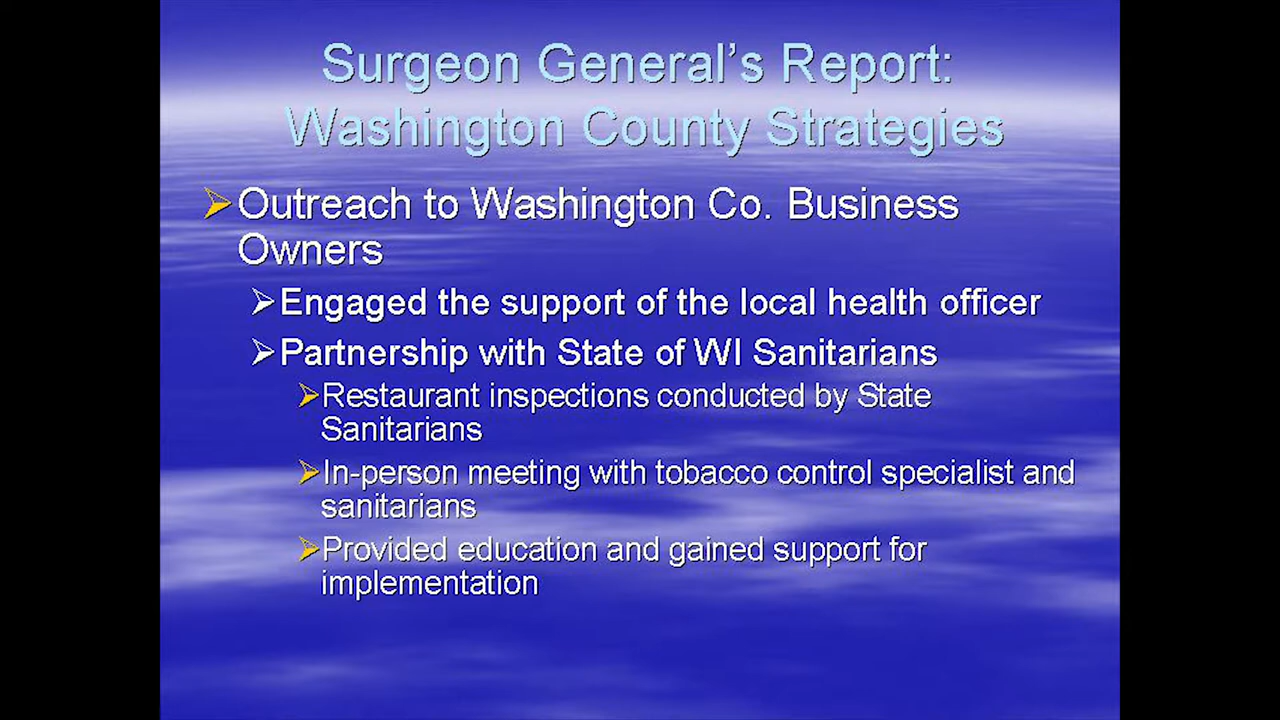 Surgeon General's Report:
Washington County Strategies
Outreach to Washington Co. Business
Owners
Engaged the support of the local health officer
Partnership with State of WI Sanitarians
Restaurant inspections conducted by State
Sanitarians
In-person meeting with tobacco control specialist and
sanitarians
Provided education and gained support for
implementation